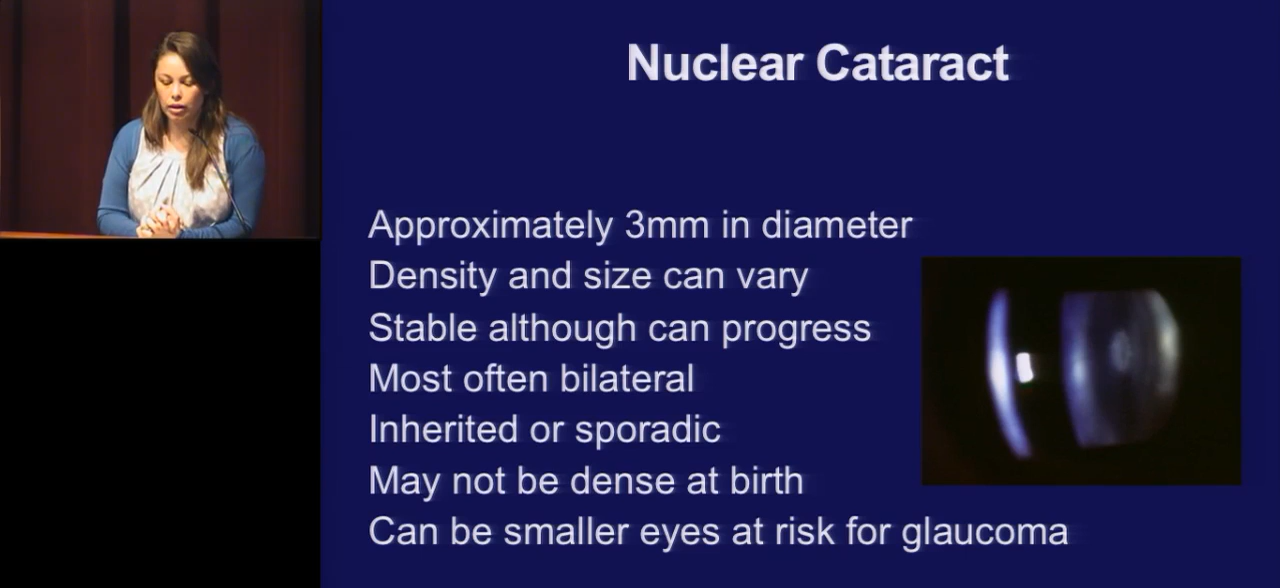 Nuclear Cataract
Approximately 3mm in diameter
Density and size can vary
Stable although can progress
Most often bilateral
Inherited or sporadic
May not be dense at birth
Can be smaller eyes at risk for glaucoma